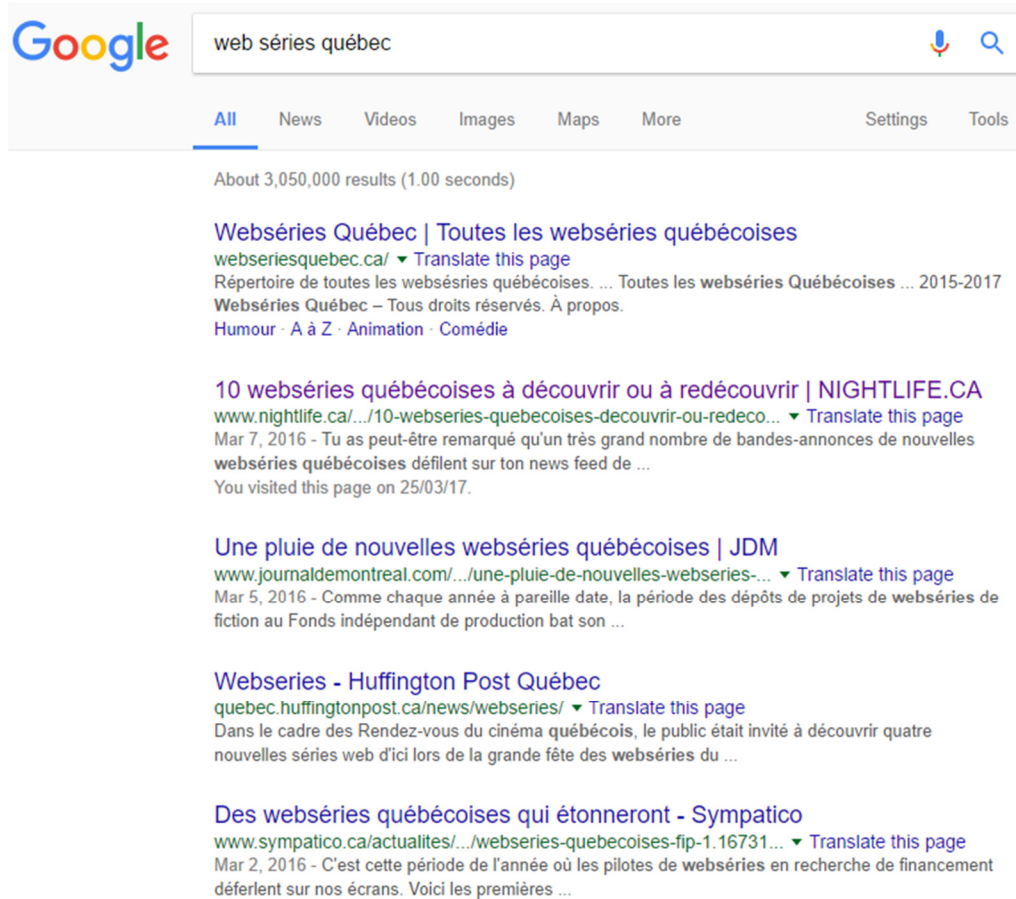 Google web séries québec
All News Videos Images Maps More Settings Tools
About 3,050,000 results (1.00 seconds)
Webséries Québec | Toutes les webséries québécoises
webseriesquebec.ca/ ▼ Translate this page
Répertoire de toutes les websésries québécoises. ... Toutes les webséries Québécoises ... 2015-2017
Webséries Québec – Tous droits réservés. À propos.
Humour · A à Z · Animation · Comédie
10 webséries québécoises à découvrir ou à redécouvrir | NIGHTLIFE.CA
www.nightlife.ca/.../10-webseries-quebecoises-decouvrir-ou-redeco... ▼ Translate this page
Mar 7, 2016 - Tu as peut-être remarqué qu'un très grand nombre de bandes-annonces de nouvelles
webséries québécoises défilent sur ton news feed de ...
You visited this page on 25/03/17.
Une pluie de nouvelles webséries québécoises | JDM
www.journaldemontreal.com/.../une-pluie-de-nouvelles-webseries-... ▼ Translate this page
Mar 5, 2016 - Comme chaque année à pareille date, la période des dépôts de projets de webséries de
fiction au Fonds indépendant de production bat son ...
Webseries - Huffington Post Québec
quebec.huffingtonpost.ca/news/webseries/ ▼ Translate this page
Dans le cadre des Rendez-vous du cinéma québécois, le public était invité à découvrir quatre
nouvelles séries web d'ici lors de la grande fête des webséries du ...
Des webséries québécoises qui étonneront - Sympatico
www.sympatico.ca/actualites/.../webseries-quebecoises-fip-1.16731... ▼ Translate this page
Mar 2, 2016 - C'est cette période de l'année où les pilotes de webséries en recherche de financement
déferlent sur nos écrans. Voici les premières ...